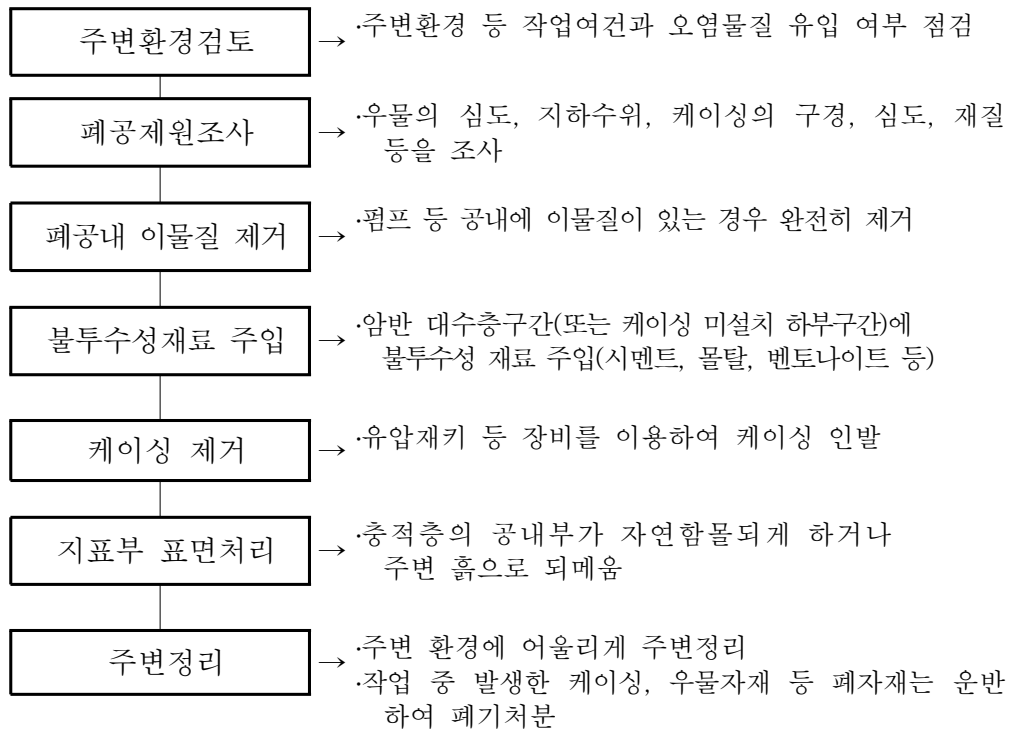 주변환경검토
→ ·주변환경 등 작업여건과 오염물질 유입 여부 점검
폐공제원조사
→ ·우물의 심도, 지하수위, 케이싱의 구경, 심도, 재질
등을 조사
폐공내 이물질 제거
→ ·펌프 등 공내에 이물질이 있는 경우 완전히 제거
불투수성재료 주입
→ ·암반 대수층구간(또는 케이싱 미설치 하부구간)에
불투수성 재료 주입(시멘트, 몰탈, 벤토나이트 등)
케이싱 제거
→ ·유압재키 등 장비를 이용하여 케이싱 인발
지표부 표면처리
→ ·충적층의 공내부가 자연함몰되게 하거나
주변 흙으로 되메움
주변정리
→ ·주변 환경에 어울리게 주변정리
·작업 중 발생한 케이싱, 우물자재 등 폐자재는 운반
하여 폐기처분